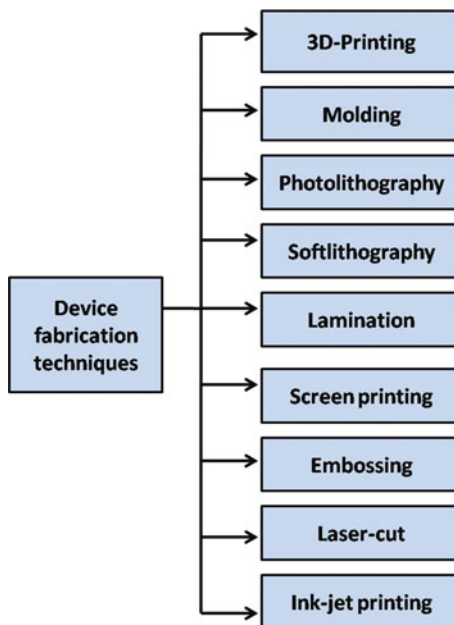 3D-Printing
Molding
Photolithography
Softlithography
Device
fabrication
techniques
Lamination
Screen printing
Embossing
Laser-cut
Ink-jet printing